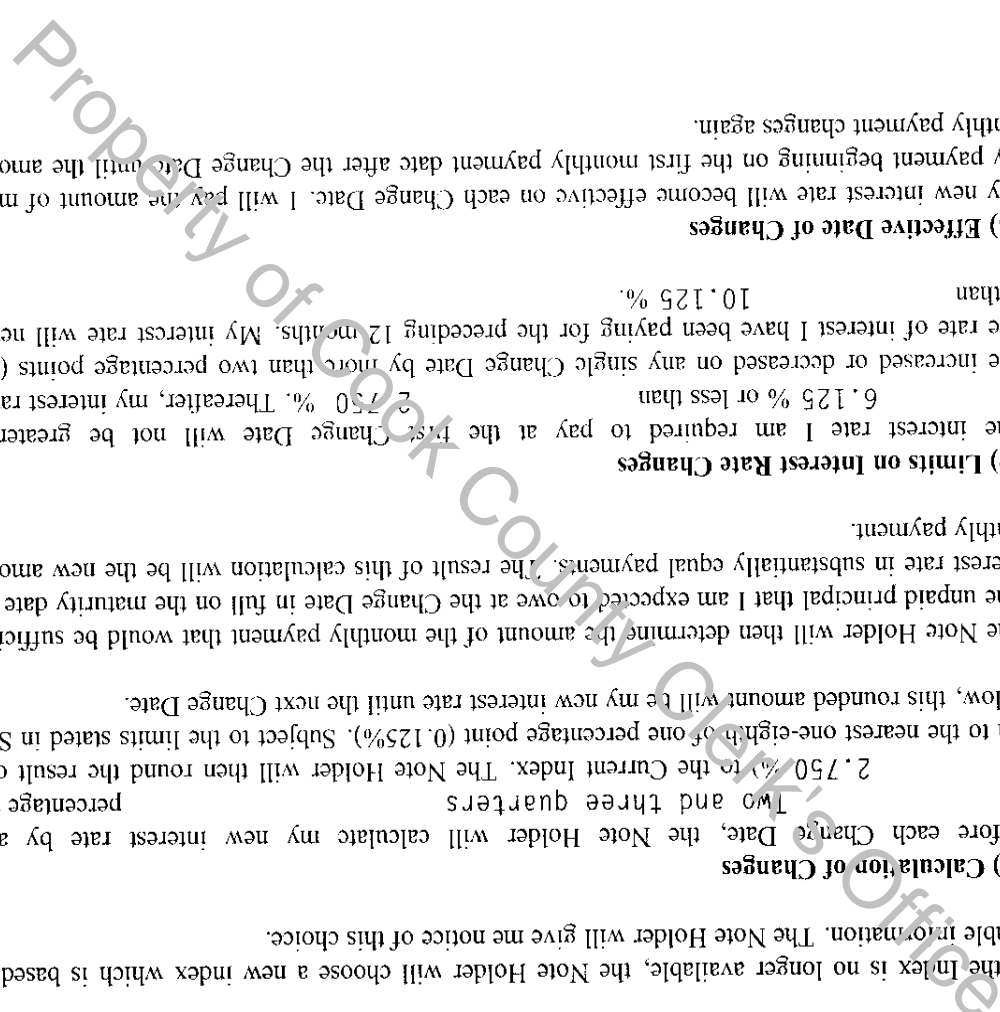 the Index is no longer available, the Note Holder will choose a new index which is based
able information. The Note Holder will give me notice of this choice.
) Calculation of Changes
fore each Change Date, the Note Holder will calculate my new interest rate by a
Two and three quarters percentage
2.750 %) to the Current Index. The Note Holder will then round the result o
n to the nearest one-eighth of one percentage point (0.125%). Subject to the limits stated in S
low, this rounded amount will be my new interest rate until the next Change Date.
ne Note Holder will then determine the amount of the monthly payment that would be suffici
ne unpaid principal that I am expected to owe at the Change Date in full on the maturity date
erest rate in substantially equal payments. The result of this calculation will be the new amo
nthly payment.
) Limits on Interest Rate Changes
ne interest rate I am required to pay at the first Change Date will not be greater
6.125 % or less than 2.750 %. Thereafter, my interest ra
e increased or decreased on any single Change Date by more than two percentage points (
e rate of interest I have been paying for the preceding 12 months. My interest rate will ne
than 10.125 %.
) Effective Date of Changes
y new interest rate will become effective on each Change Date. I will pay the amount of m
y payment beginning on the first monthly payment date after the Change Date until the amo
nthly payment changes again.
Property of Cook County Clerk's Office